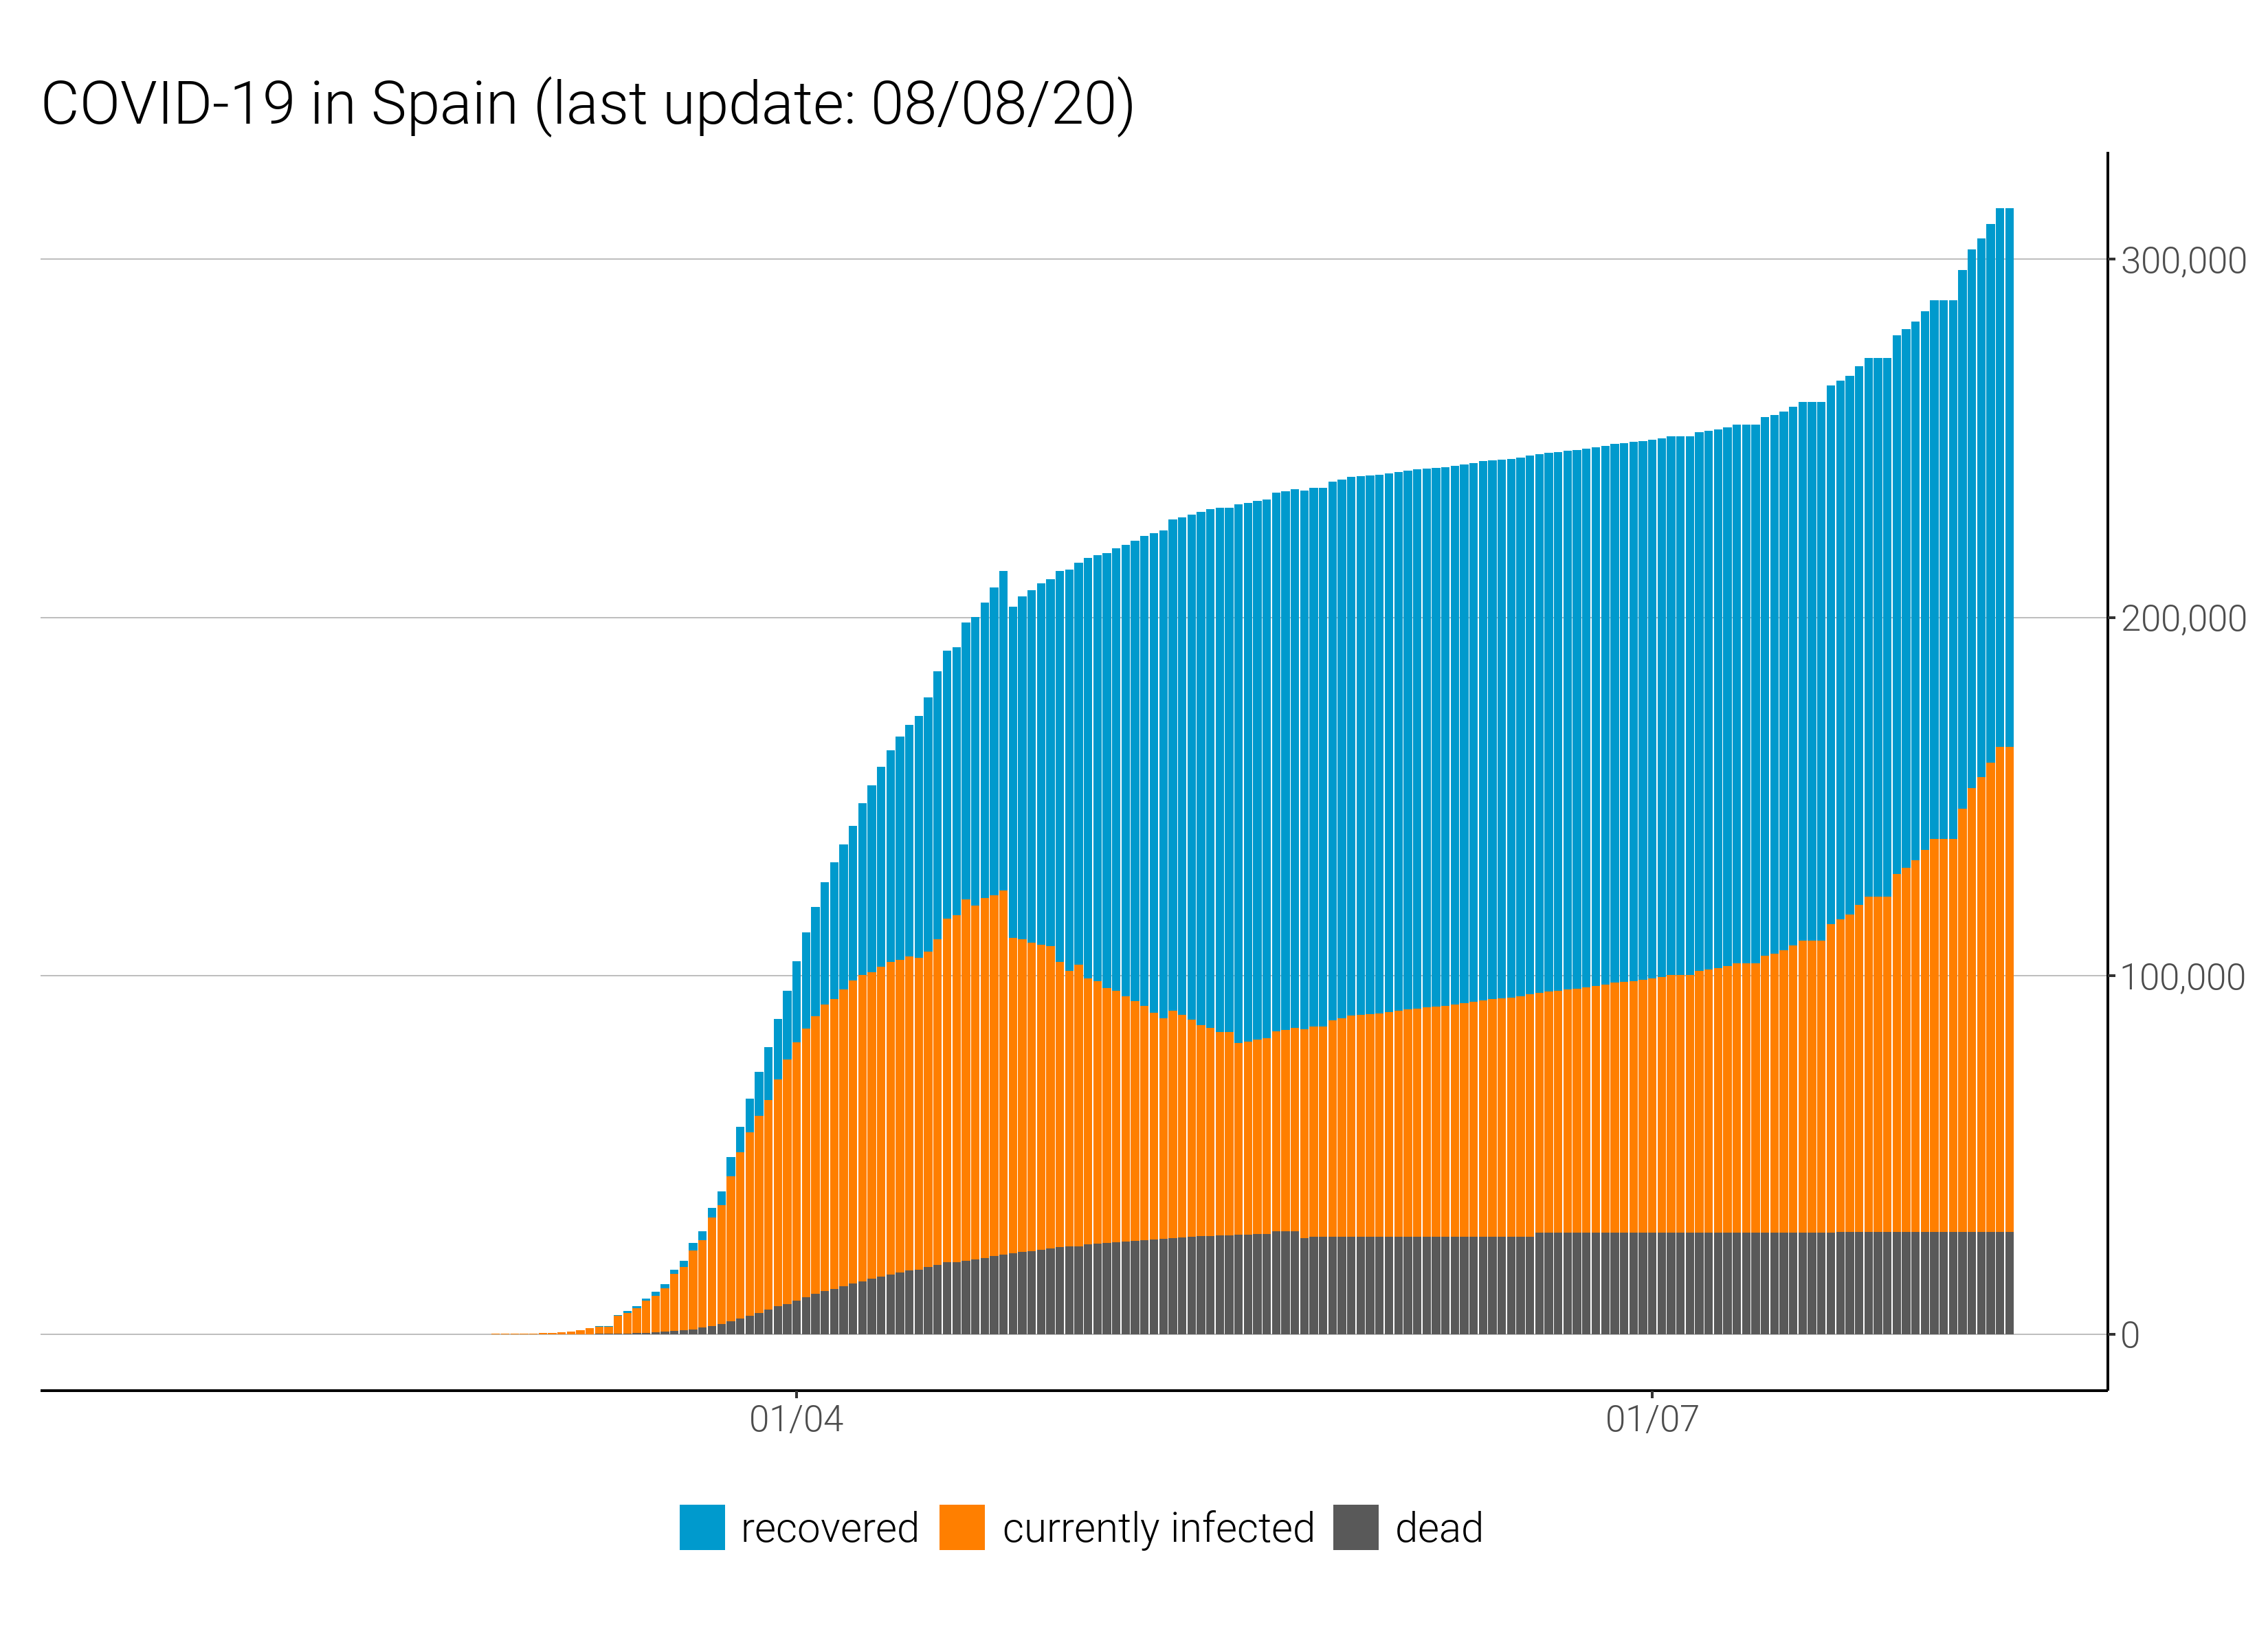 COVID-19 in Spain (last update: 08/08/20)
300,000
200,000
100,000
0
01/04 01/07
recovered currently infected dead